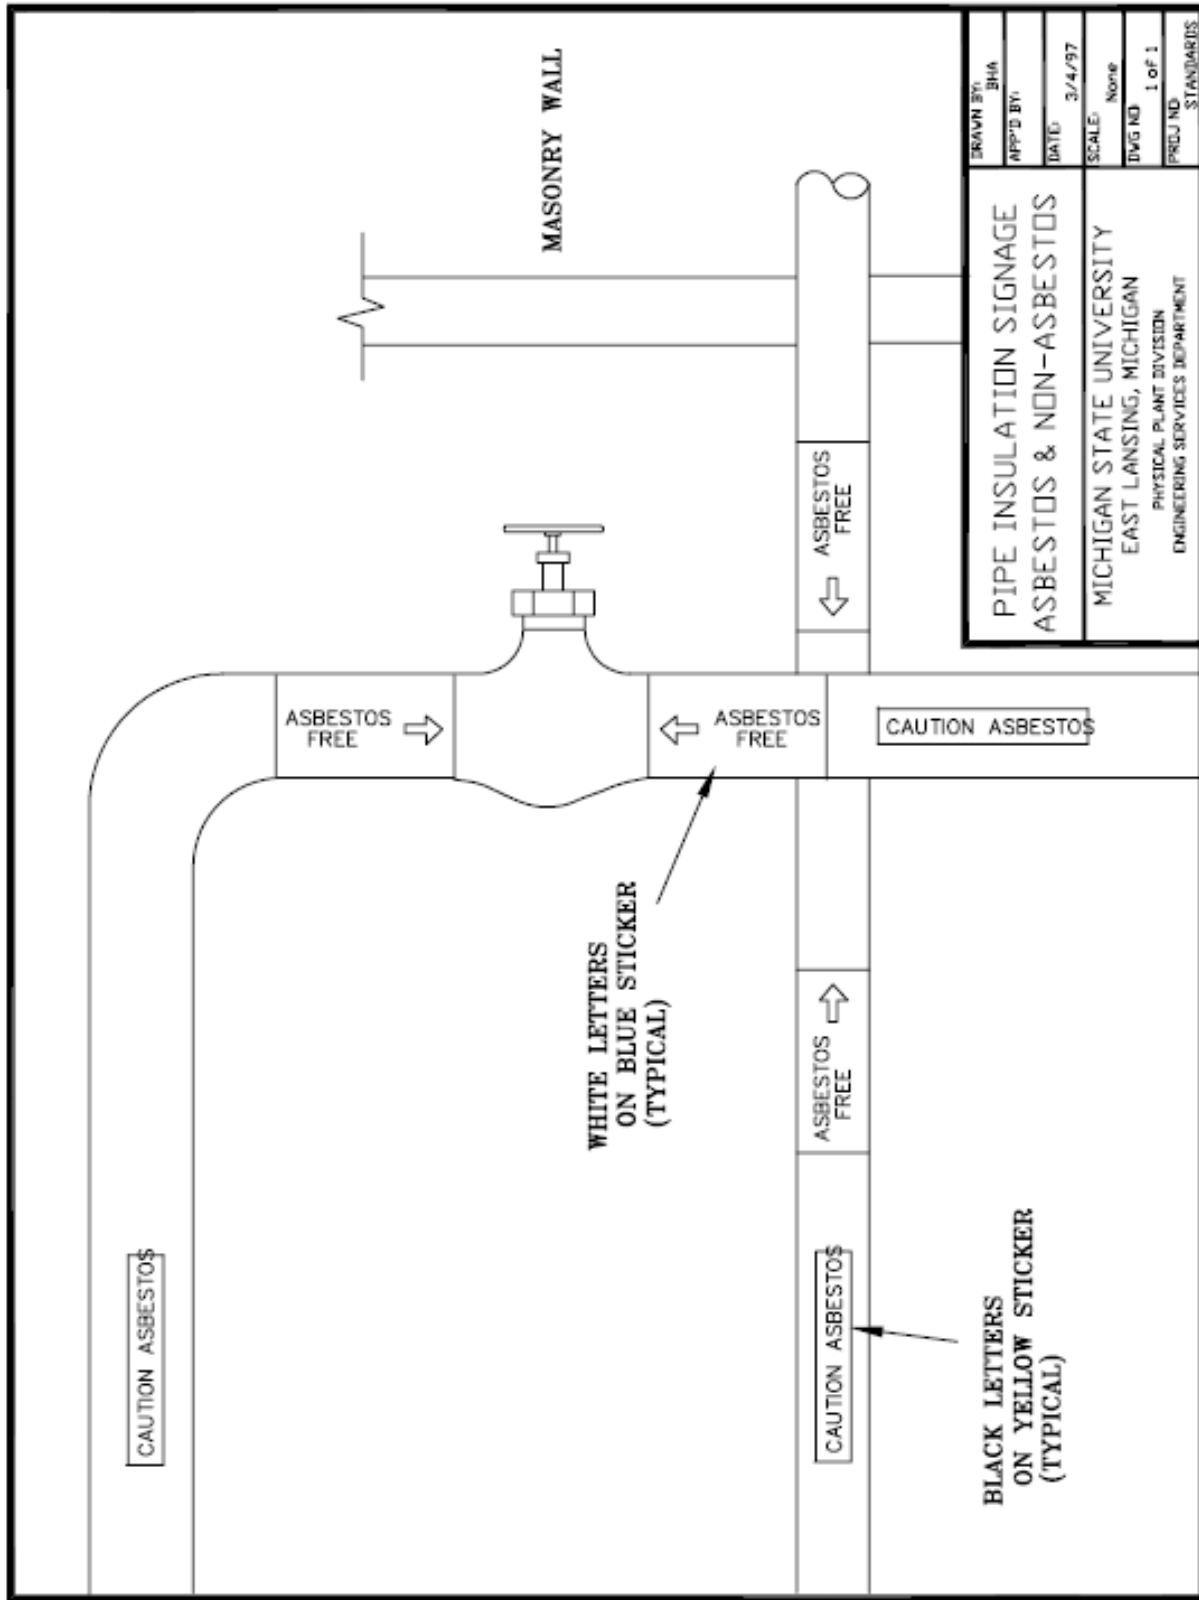 MASONRY WALL
ASBESTOS
FREE
ASBESTOS
FREE
CAUTION ASBESTOS
ASBESTOS
FREE
WHITE LETTERS
ON BLUE STICKER
(TYPICAL)
ASBESTOS
FREE
CAUTION ASBESTOS
CAUTION ASBESTOS
BLACK LETTERS
ON YELLOW STICKER
(TYPICAL)
PIPE INSULATION SIGNAGE
ASBESTOS & NON-ASBESTOS
MICHIGAN STATE UNIVERSITY
EAST LANSING, MICHIGAN
PHYSICAL PLANT DIVISION
ENGINEERING SERVICES DEPARTMENT
DRAWN BY:
BHA
APP'D BY:
DATE:
3/4/97
SCALE:
None
DWG NO
1 OF 1
PROJ NO
STANDARDS